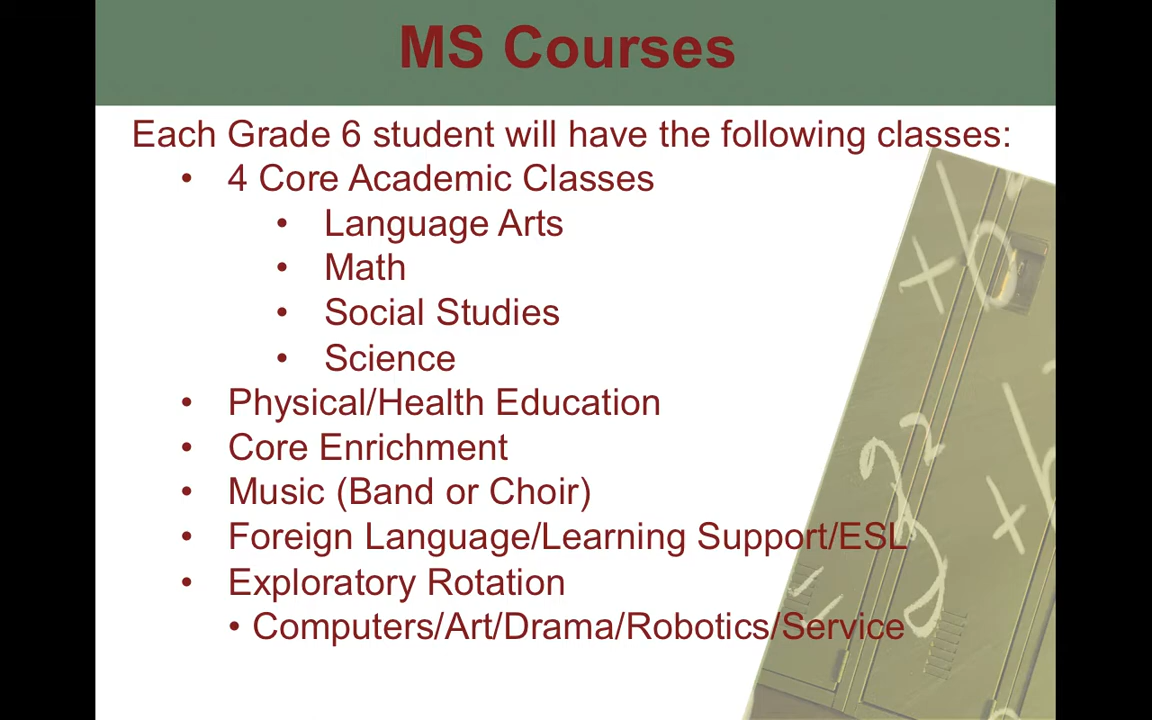 MS Courses
Each Grade 6 student will have the following classes:
• 4 Core Academic Classes
• Language Arts
• Math
• Social Studies
• Science
• Physical/Health Education
• Core Enrichment
• Music (Band or Choir)
• Foreign Language/Learning Support/ESL
• Exploratory Rotation
• Computers/Art/Drama/Robotics/Service